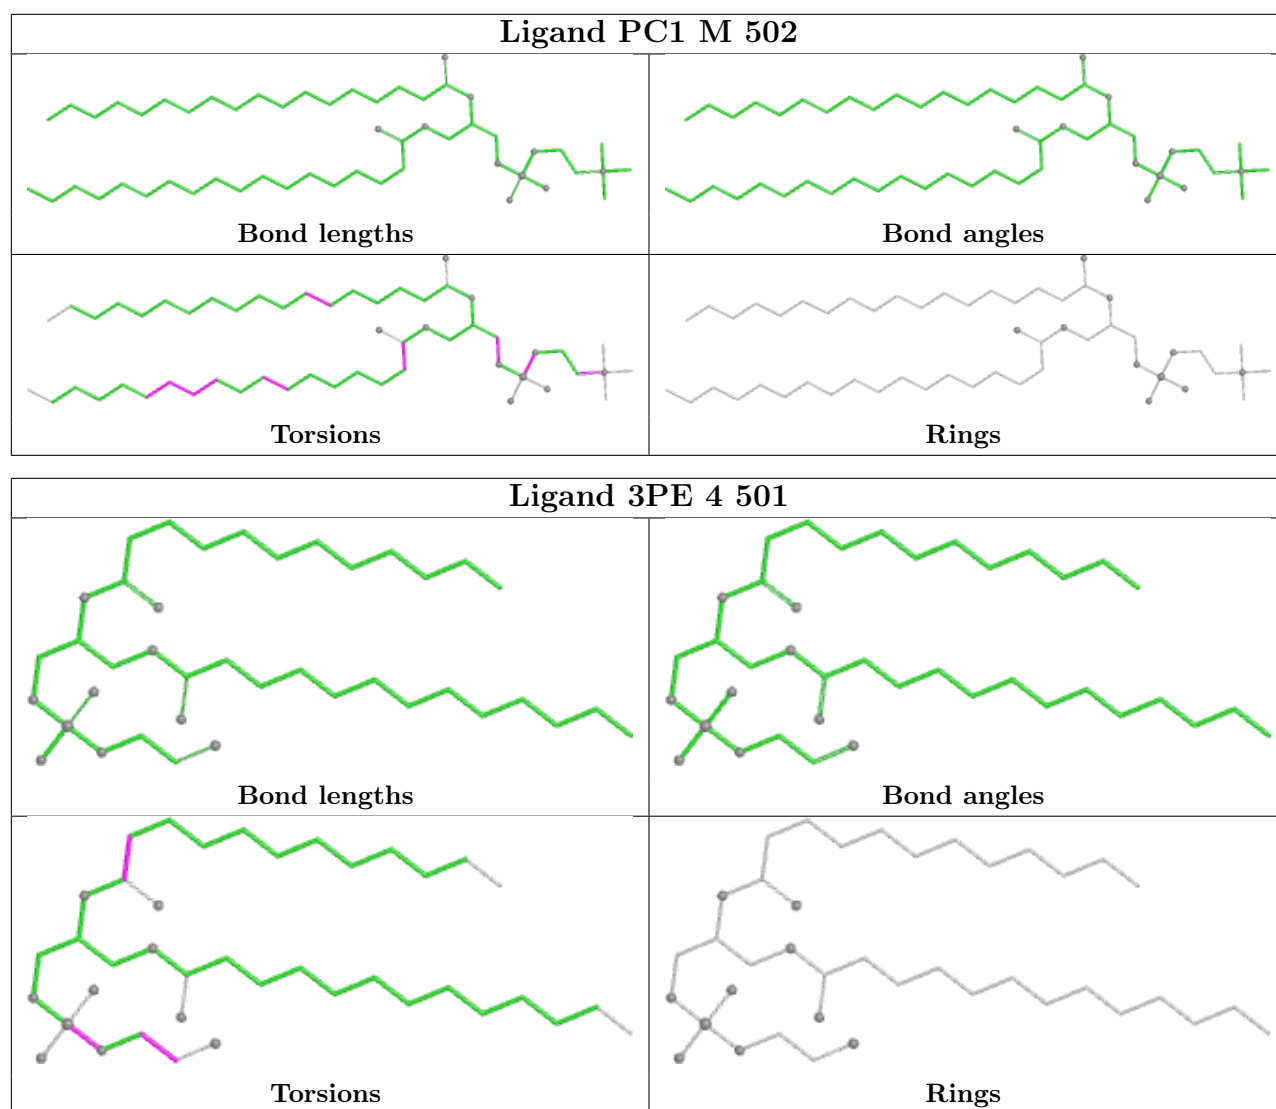 Ligand PC1 M 502
Bond lengths
Bond angles
Torsions
Rings
Ligand 3PE 4 501
Bond lengths
Bond angles
Torsions
Rings